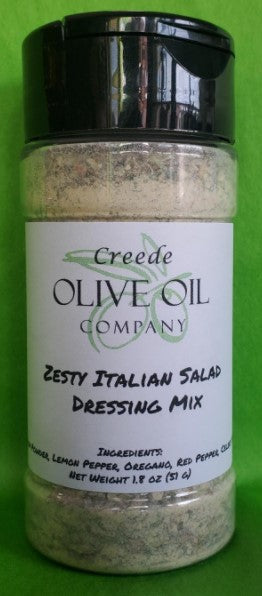 Creede
OLIVE OIL
COMPANY
Zesty Italian Salad
Dressing Mix
Ingredients:
Powder, Lemon Pepper, Oregano, Red Pepper,
Net Weight 1.8 oz (51 g)